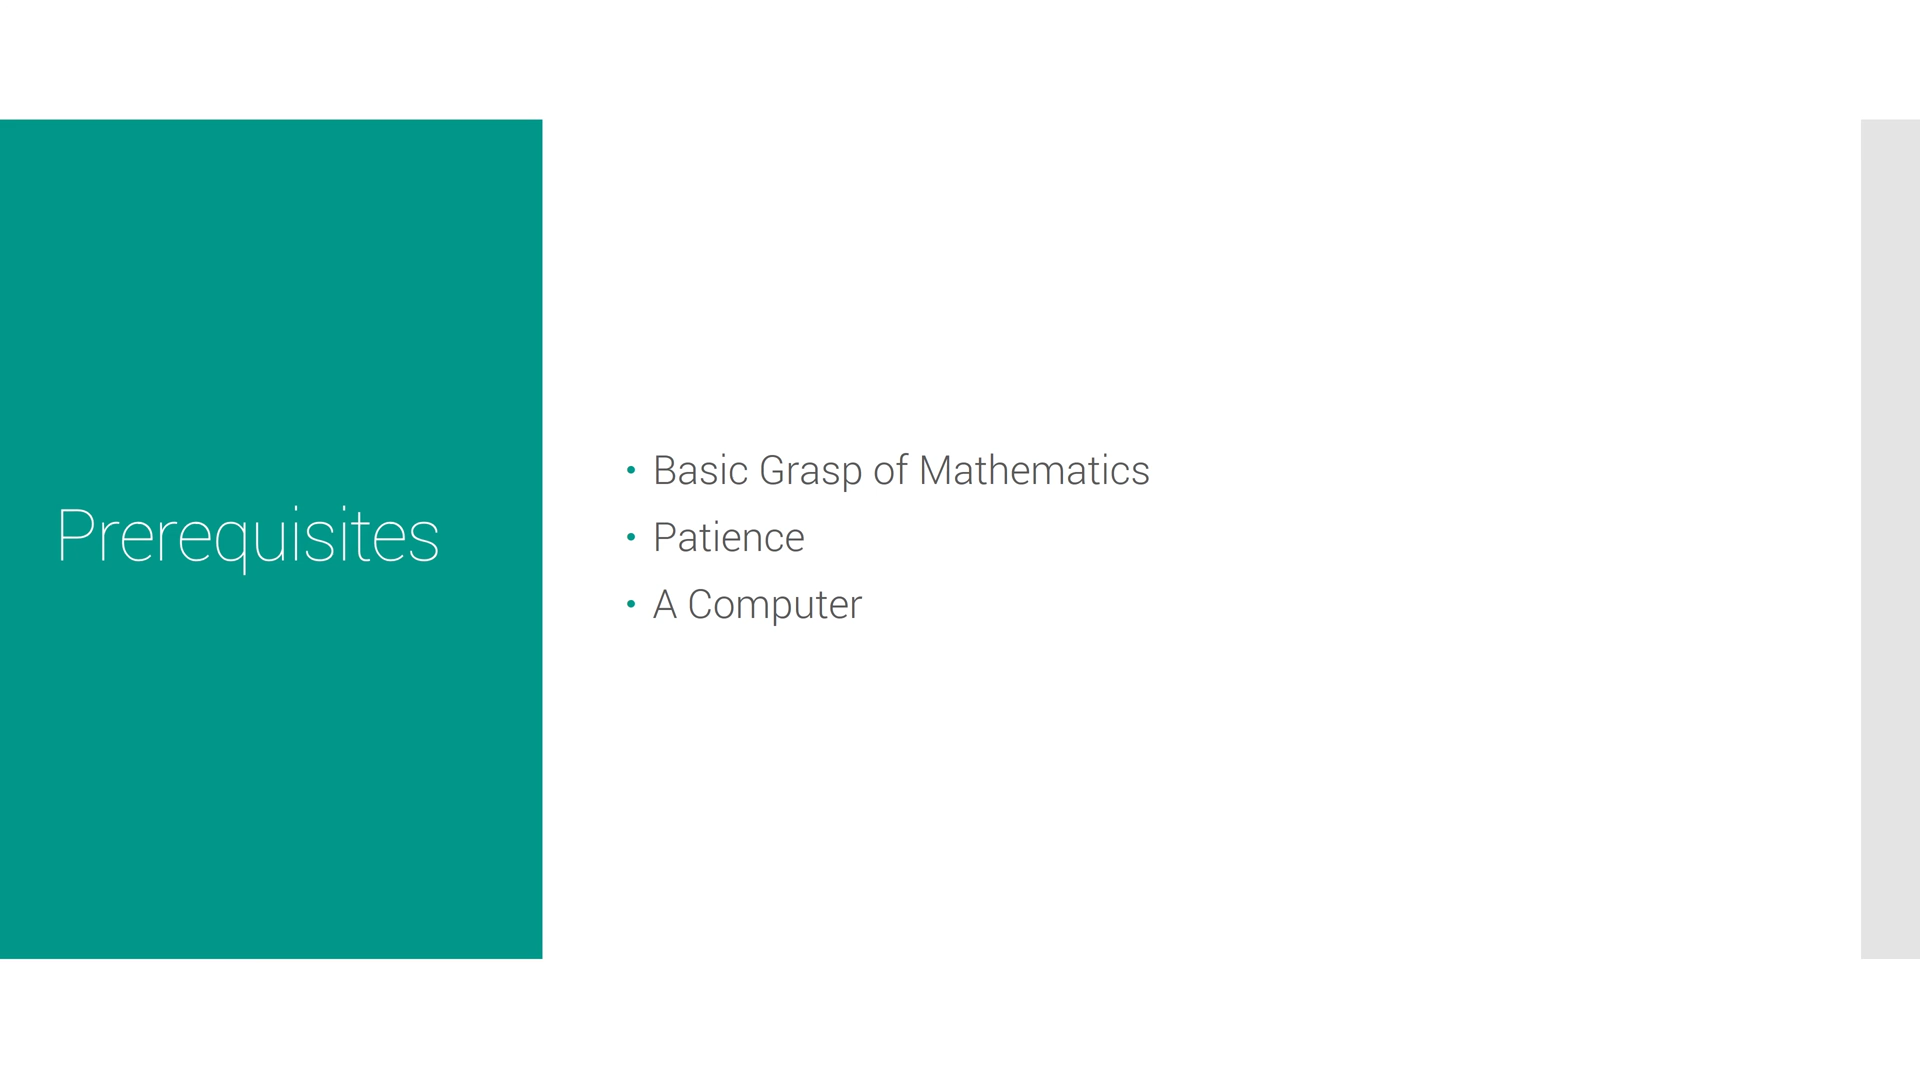 Prerequisites
• Basic Grasp of Mathematics
• Patience
• A Computer